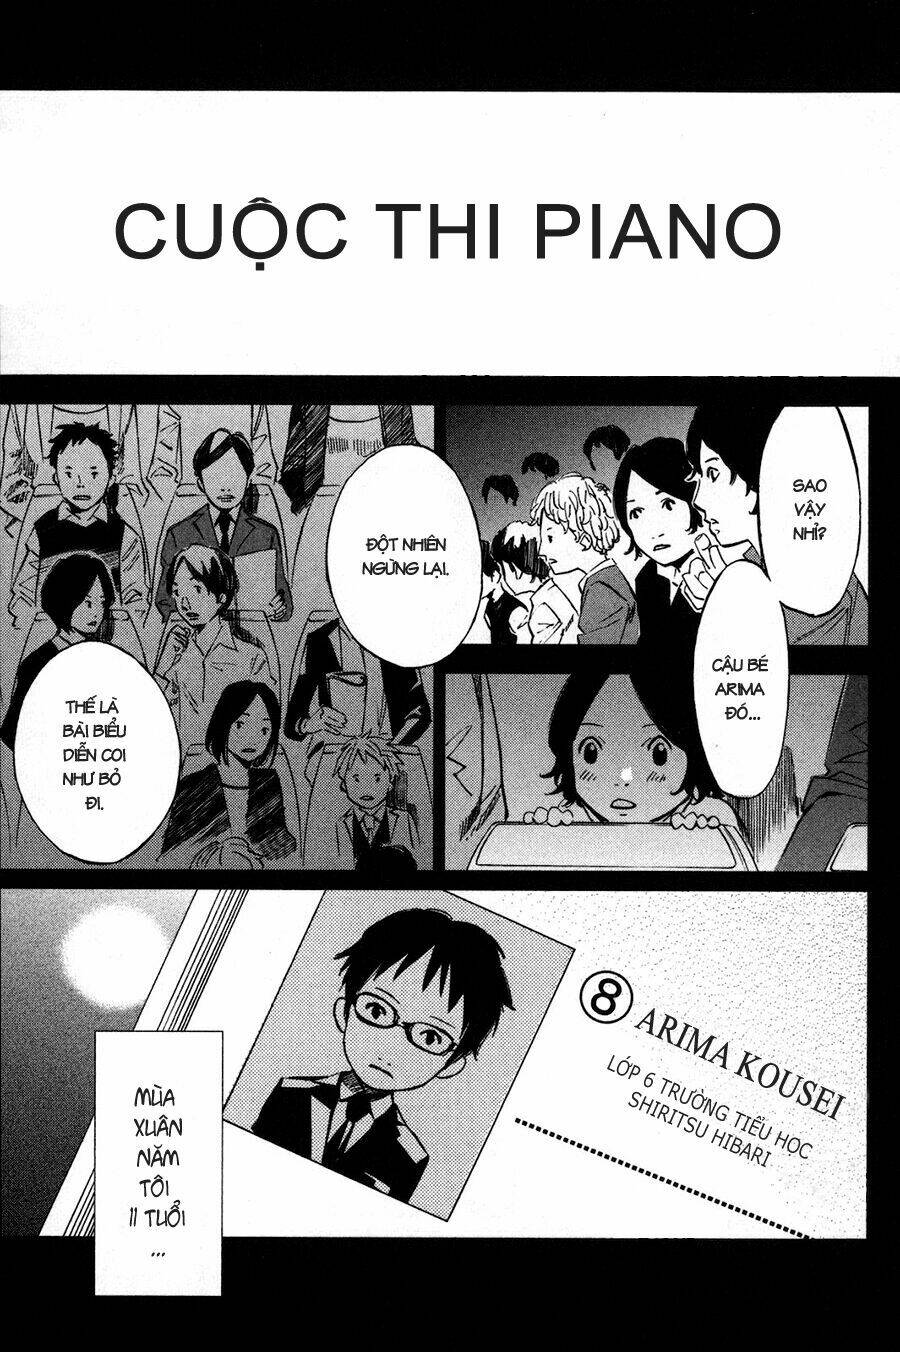 CUỘC THI PIANO
SAO
VẬY
NHỈ?
CẬU BÉ
ARIMA
ĐÓ...
ĐỘT NHIÊN
NGỪNG LẠI.
THẾ LÀ
BÀI BIỂU
DIỄN COI
NHƯ BỎ
ĐI.
8 ARIMA KOUSEI
LỚP 6 TRƯỜNG TIỂU HỌC
SHIRITSU HIBARI
MÙA
XUÂN
NĂM
TÔI
11 TUỔI
...